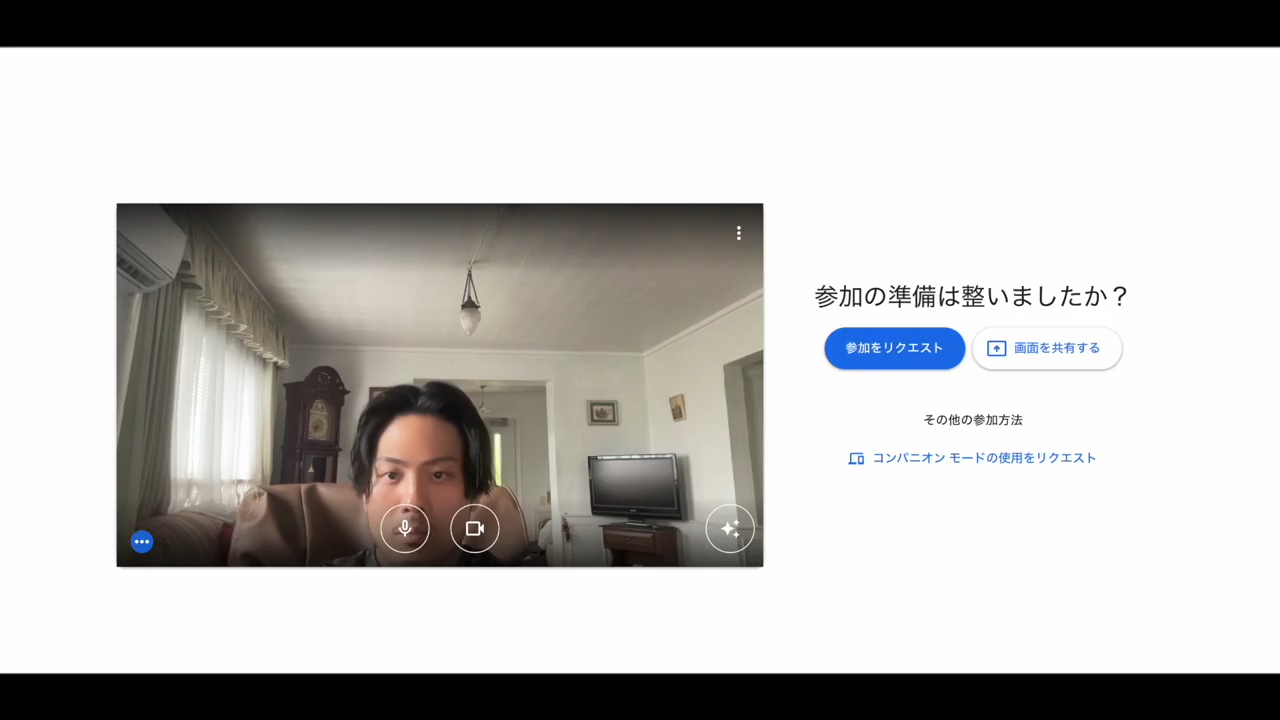 参加の準備は整いましたか？
参加をリクエスト
画面を共有する
その他の参加方法
コンパニオン モードの使用をリクエスト